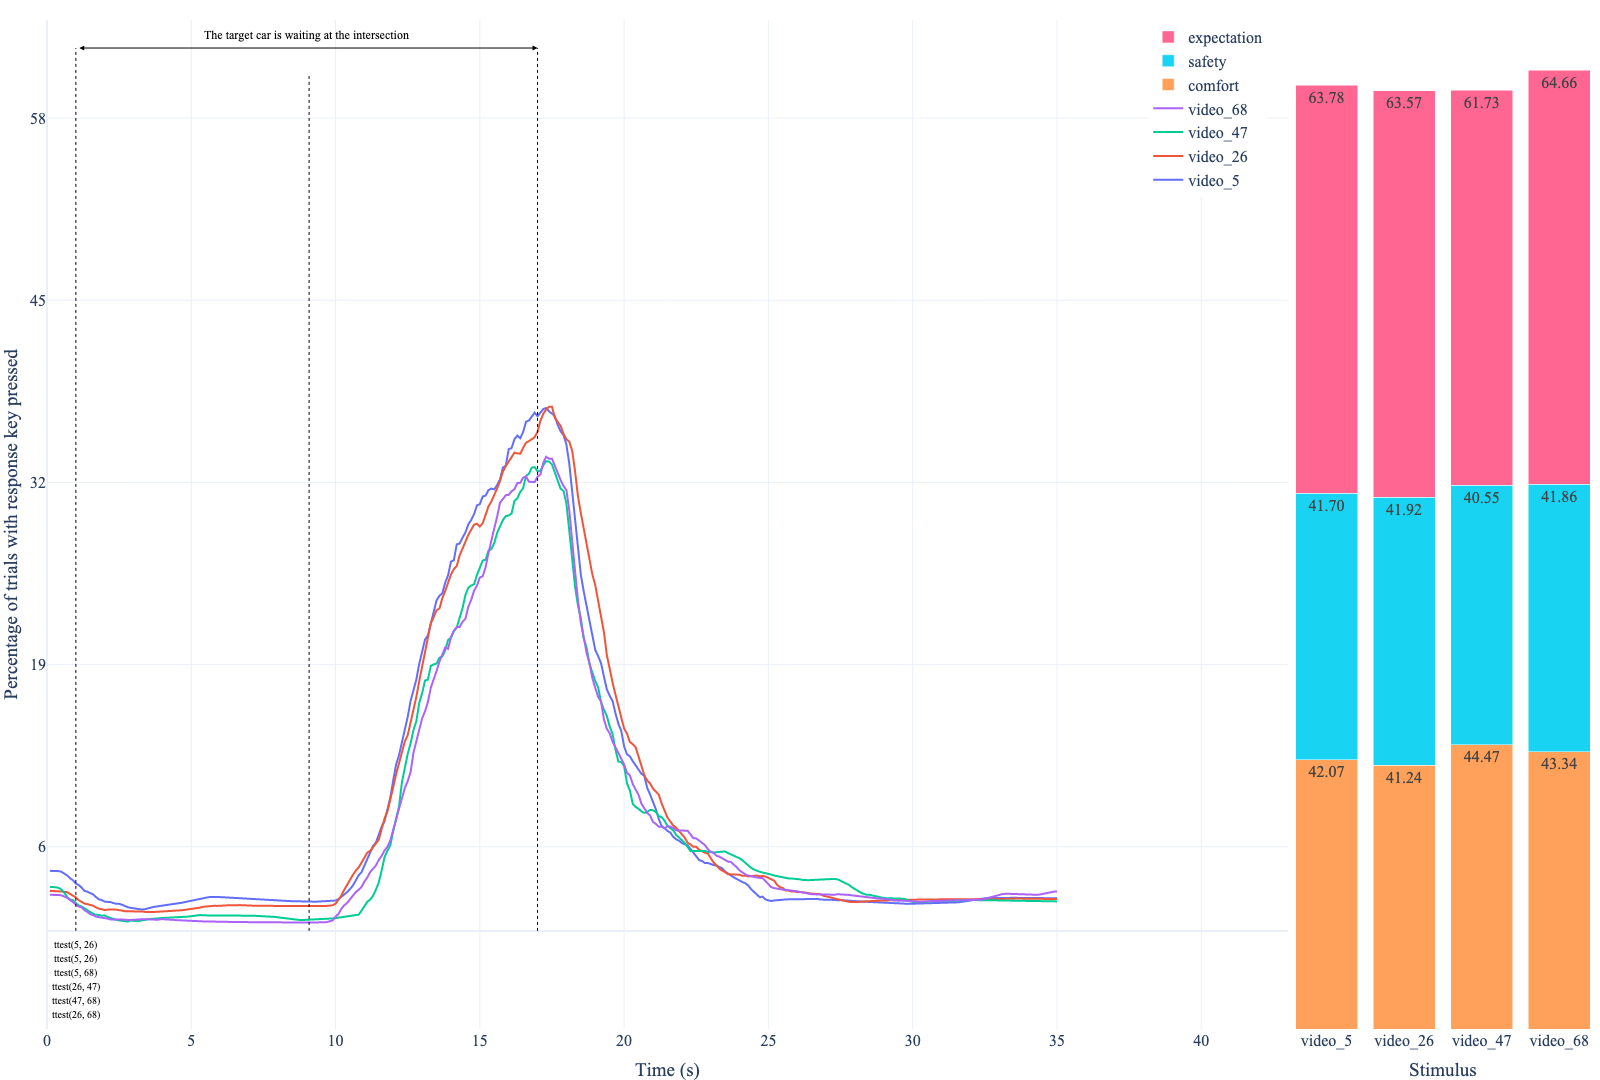 The target car is waiting at the intersection
expectation
safety
comfort
video_68
video_47
video_26
video_5
Percentage of trials with response key pressed
58
45
32
19
6
ttest(5, 26)
ttest(5, 26)
ttest(5, 68)
ttest(26, 47)
ttest(47, 68)
ttest(26, 68)
0 5 10 15 20 25 30 35 40
Time (s)
63.78 63.57 61.73 64.66
41.70 41.92 40.55 41.86
42.07 41.24 44.47 43.34
video_5 video_26 video_47 video_68
Stimulus